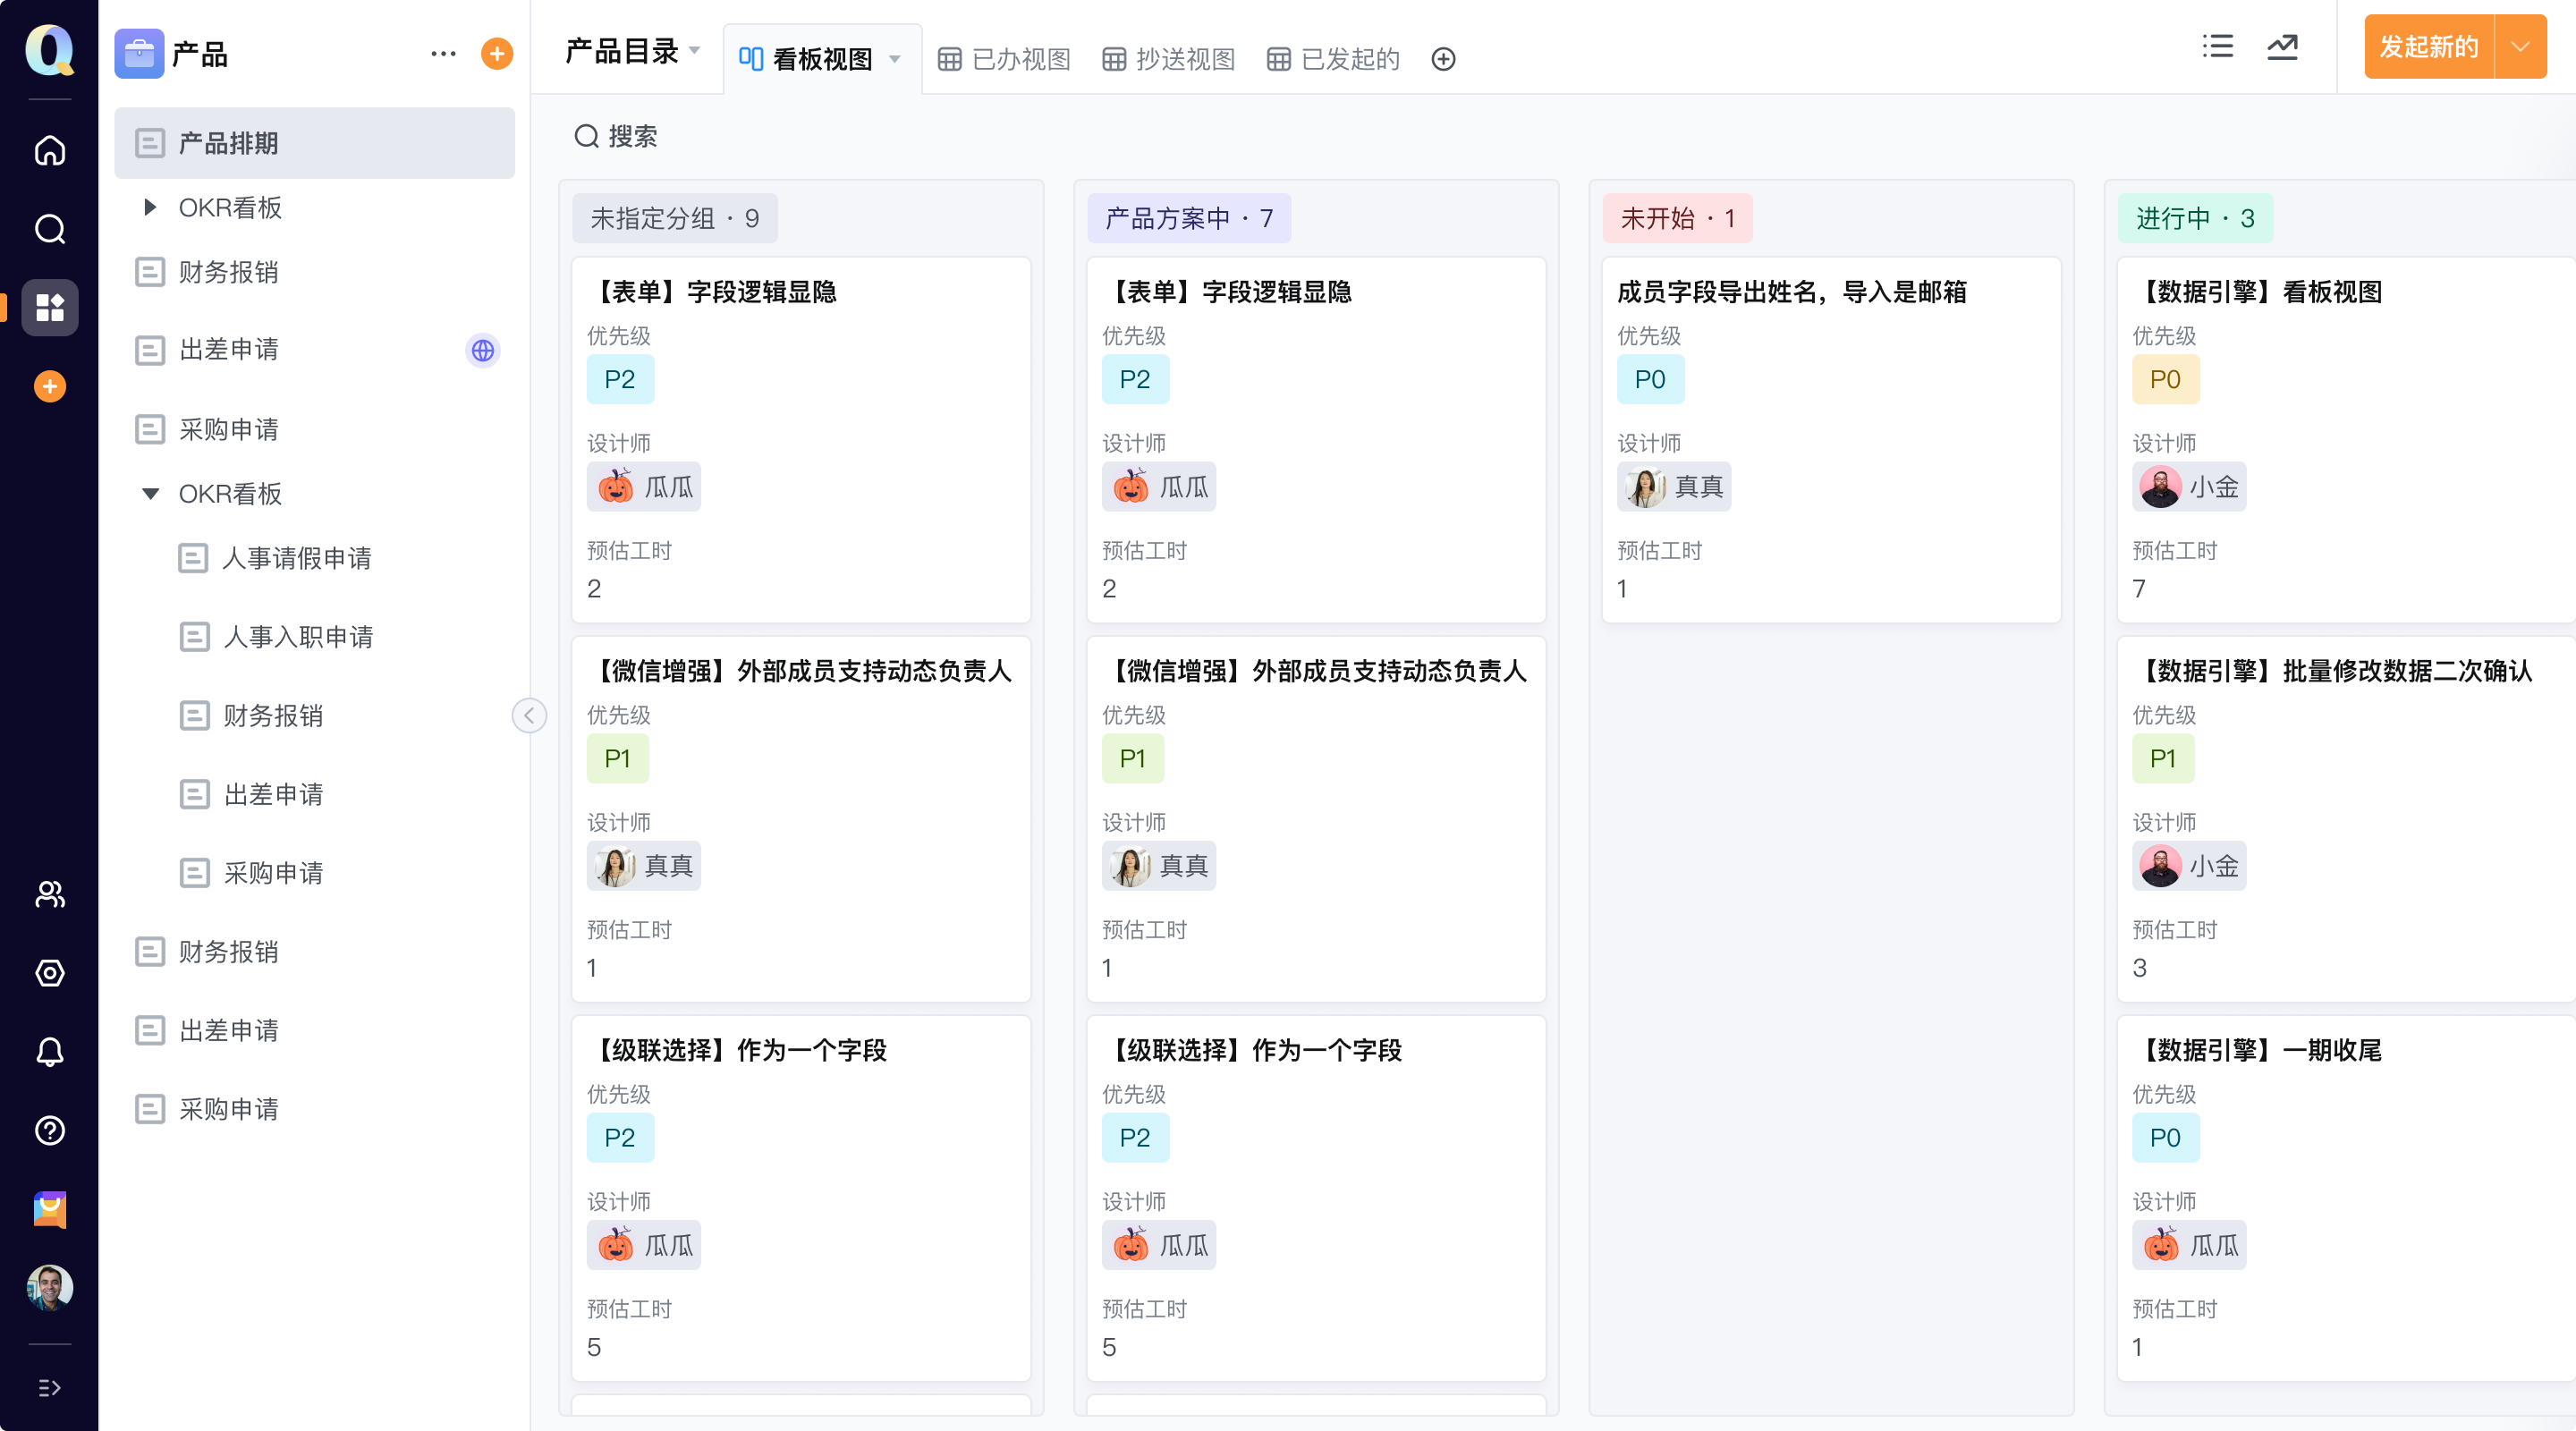 产品
产品排期
OKR看板
财务报销
出差申请
采购申请
OKR看板
人事请假申请
人事入职申请
财务报销
出差申请
采购申请
财务报销
出差申请
采购申请
产品目录
看板视图
已办视图
抄送视图
已发起的
发起新的
搜索
未指定分组 · 9
【表单】字段逻辑显隐
优先级
P2
设计师
瓜瓜
预估工时
2
【微信增强】外部成员支持动态负责人
优先级
P1
设计师
真真
预估工时
1
【级联选择】作为一个字段
优先级
P2
设计师
瓜瓜
预估工时
5
产品方案中 · 7
【表单】字段逻辑显隐
优先级
P2
设计师
瓜瓜
预估工时
2
【微信增强】外部成员支持动态负责人
优先级
P1
设计师
真真
预估工时
1
【级联选择】作为一个字段
优先级
P2
设计师
瓜瓜
预估工时
5
未开始 · 1
成员字段导出姓名，导入是邮箱
优先级
P0
设计师
真真
预估工时
1
进行中 · 3
【数据引擎】看板视图
优先级
P0
设计师
小金
预估工时
7
【数据引擎】批量修改数据二次确认
优先级
P1
设计师
小金
预估工时
3
【数据引擎】一期收尾
优先级
P0
设计师
瓜瓜
预估工时
1